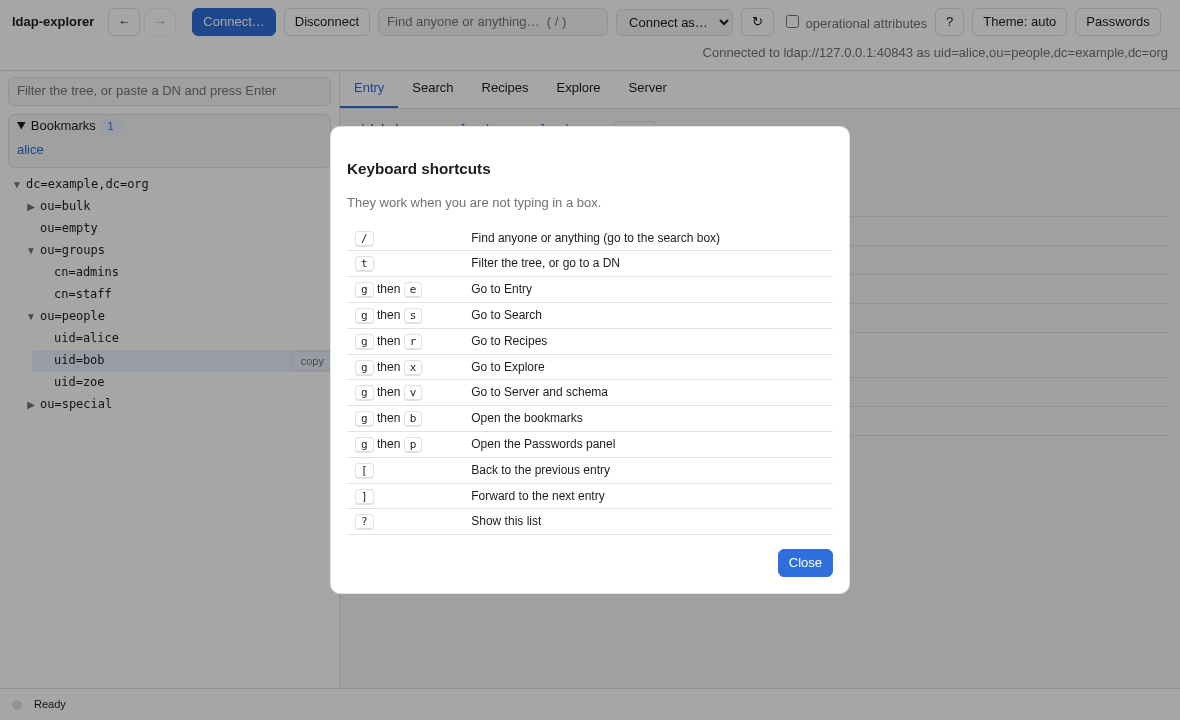 ldap-explorer ← → Connect… Disconnect Find anyone or anything… ( / ) Connect as… ↻ operational attributes ? Theme: auto Passwords
Connected to ldap://127.0.0.1:40843 as uid=alice,ou=people,dc=example,dc=org
Filter the tree, or paste a DN and press Enter
Entry Search Recipes Explore Server
▼ Bookmarks 1
alice
▼ dc=example,dc=org
▶ ou=bulk
ou=empty
▼ ou=groups
cn=admins
cn=staff
▼ ou=people
uid=alice
uid=bob copy
uid=zoe
▶ ou=special
Keyboard shortcuts
They work when you are not typing in a box.
/ Find anyone or anything (go to the search box)
t Filter the tree, or go to a DN
g then e Go to Entry
g then s Go to Search
g then r Go to Recipes
g then x Go to Explore
g then v Go to Server and schema
g then b Open the bookmarks
g then p Open the Passwords panel
[ Back to the previous entry
] Forward to the next entry
? Show this list
Close
Ready